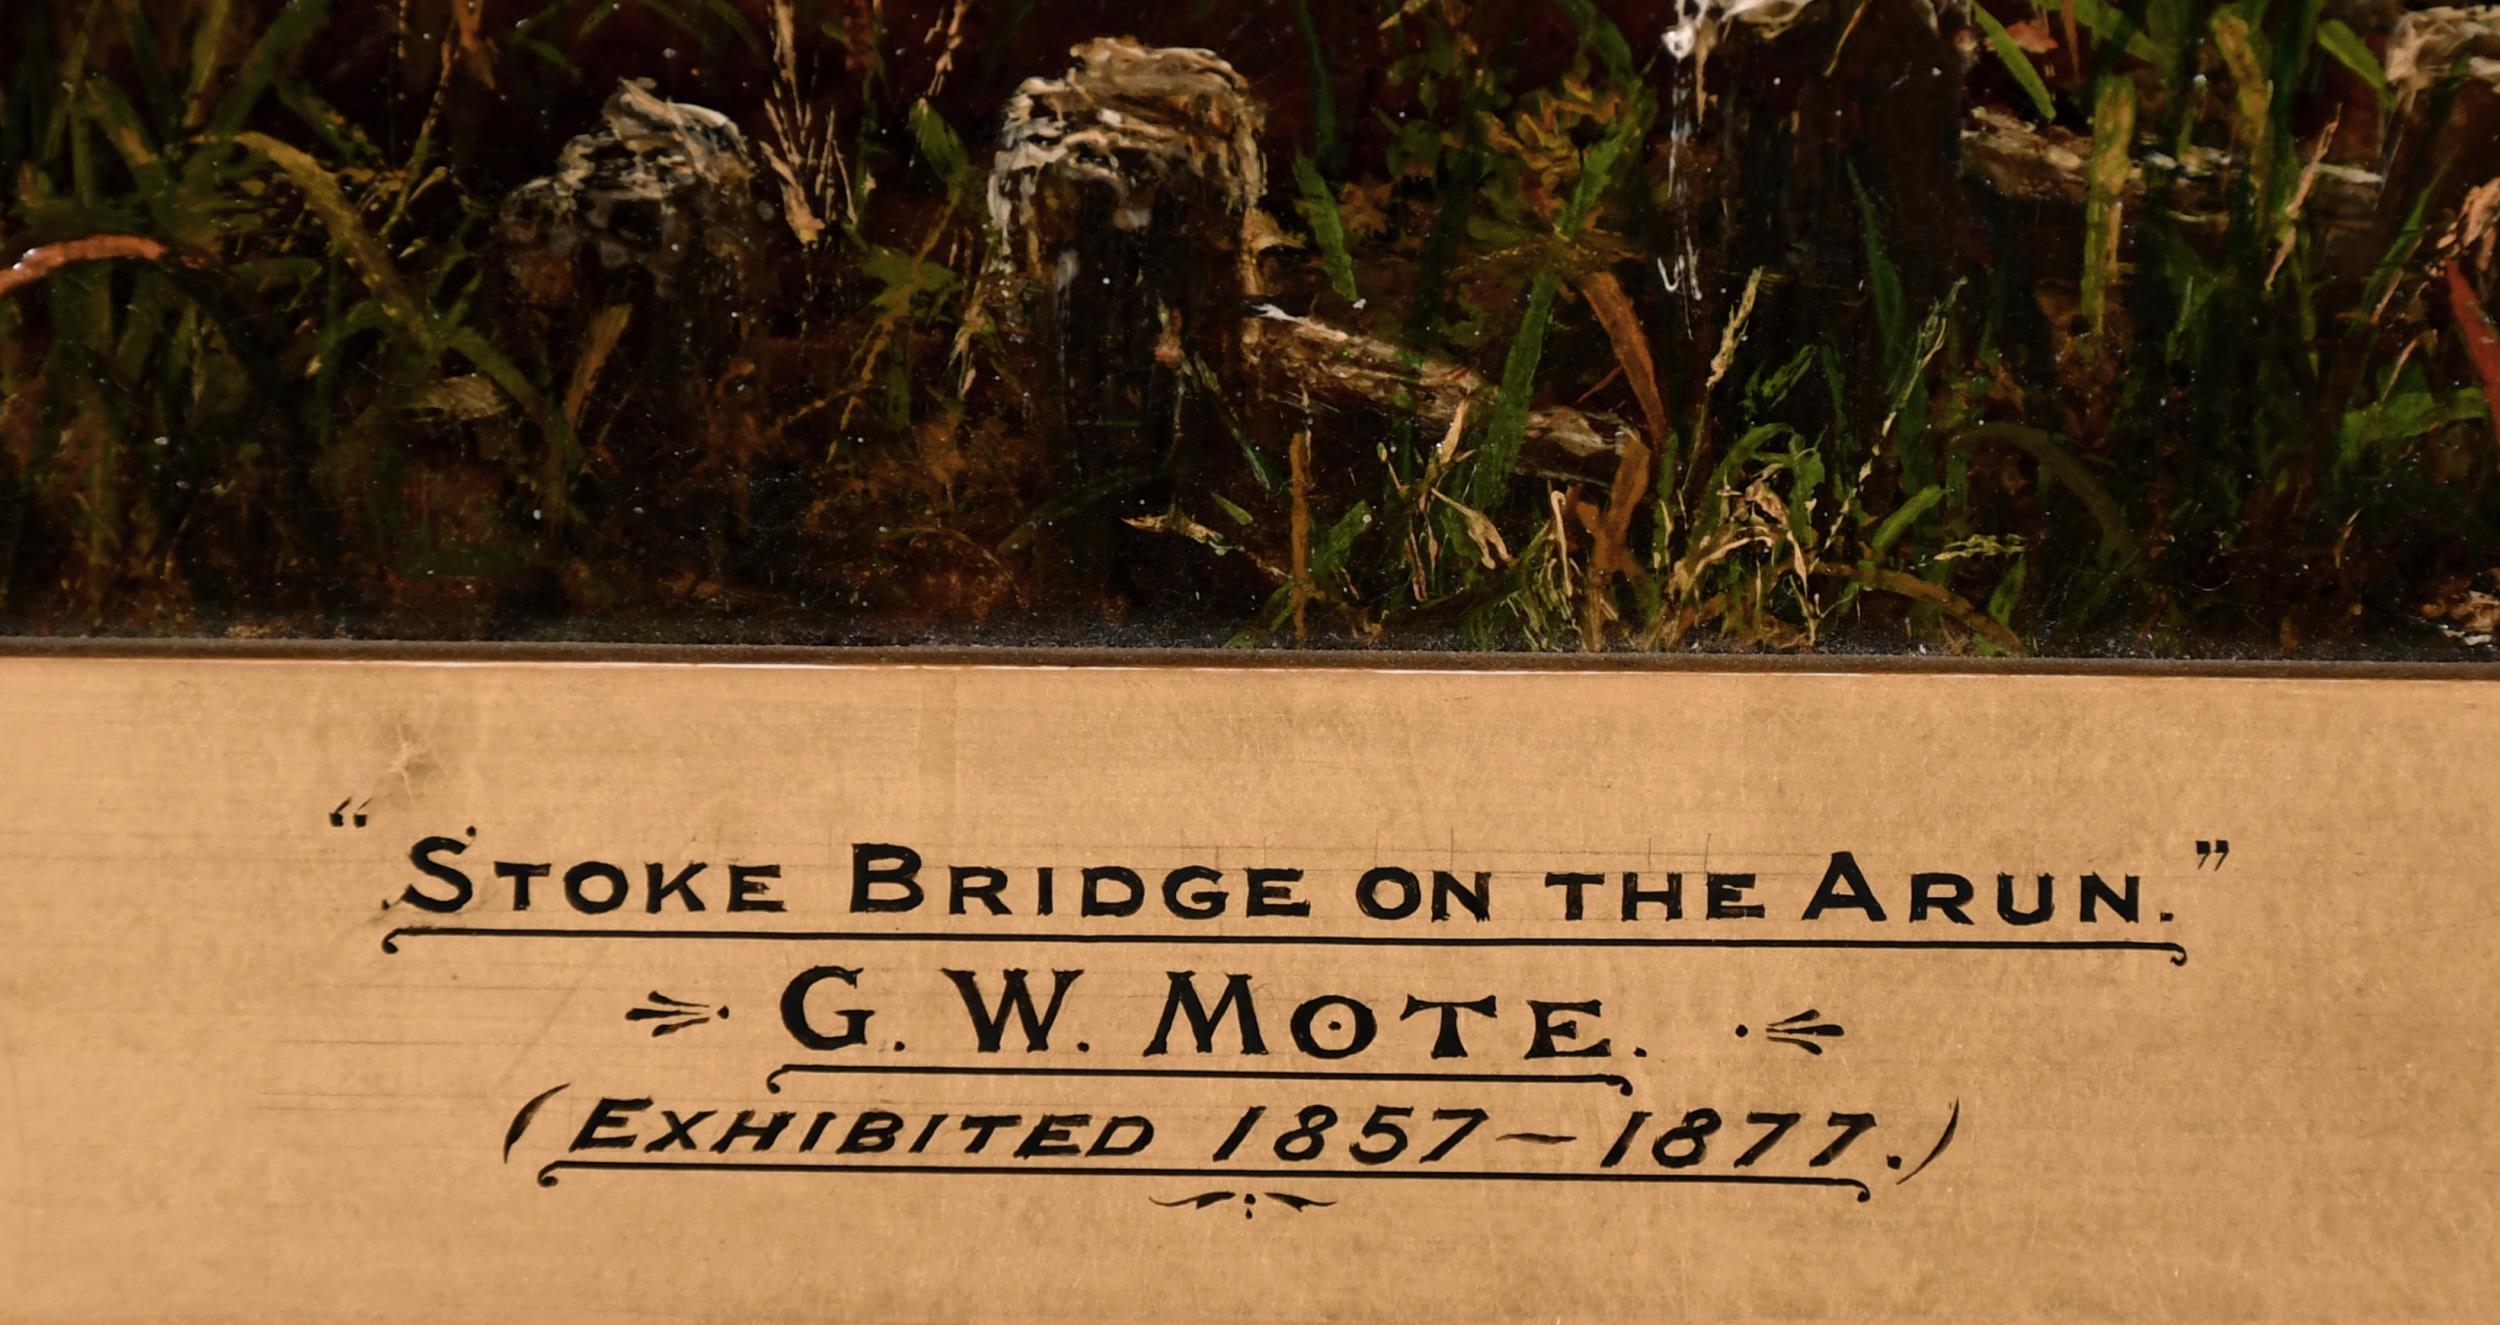 “STOKE BRIDGE ON THE ARUN.”
G. W. MOTE.
(EXHIBITED 1857–1877.)